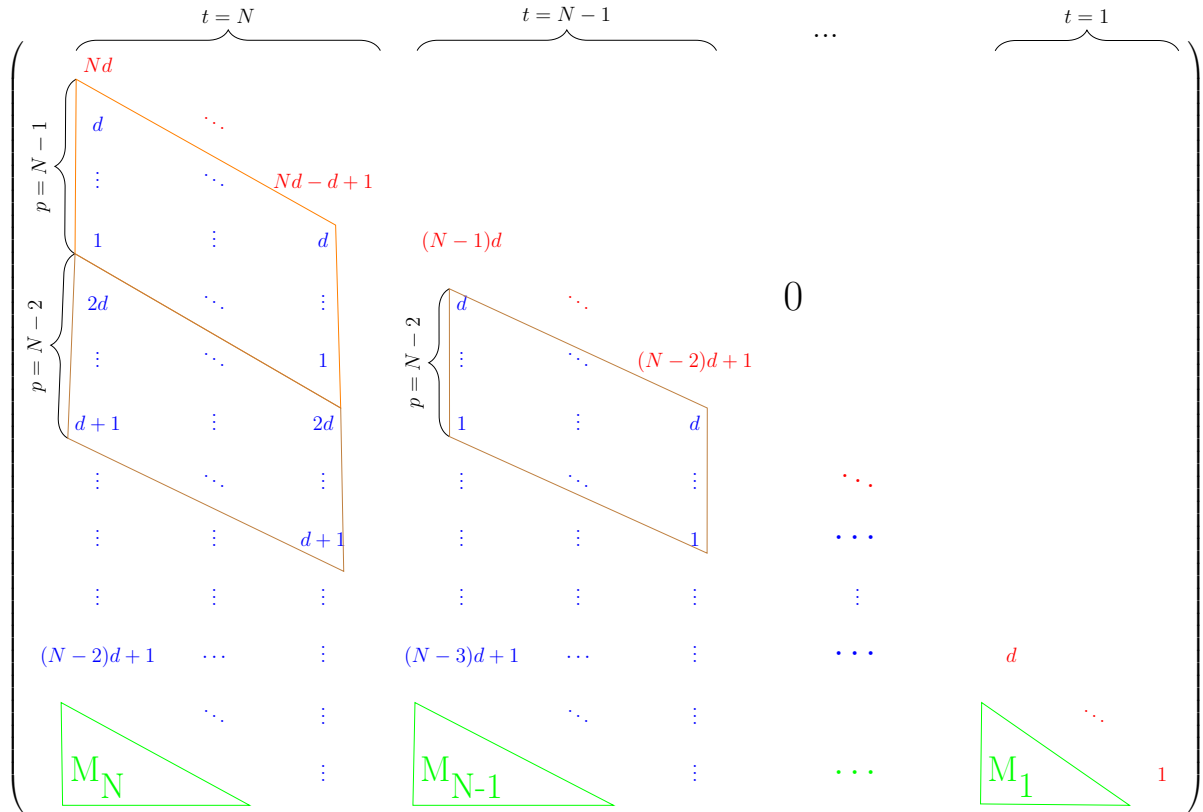 t = N t = N − 1 ⋯ t = 1
Nd
d ⋱
p = N − 1
⋮ ⋱ Nd − d + 1
1 ⋮ d (N − 1)d
2d ⋱ ⋮ d ⋱ 0
p = N − 2 p = N − 2
⋮ ⋱ 1 ⋮ ⋱ (N − 2)d + 1
d + 1 ⋮ 2d 1 ⋮ d
⋮ ⋱ ⋮ ⋮ ⋱ ⋮ ⋱
⋮ ⋮ d + 1 ⋮ ⋮ 1 ⋯
⋮ ⋮ ⋮ ⋮ ⋮ ⋮ ⋮
(N − 2)d + 1 ⋯ ⋮ (N − 3)d + 1 ⋯ ⋮ ⋯ d
⋱ ⋮ ⋱ ⋮ ⋱
M_N ⋮ M_{N-1} ⋮ ⋯ M_1 1